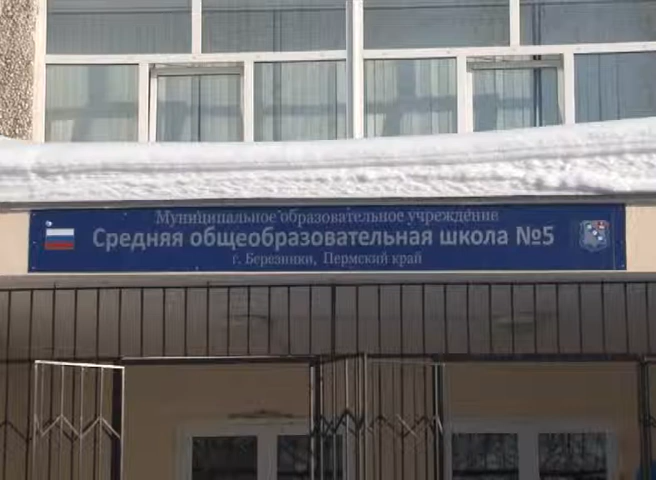 Муниципальное образовательное учреждение
Средняя общеобразовательная школа №5
г. Березники, Пермский край